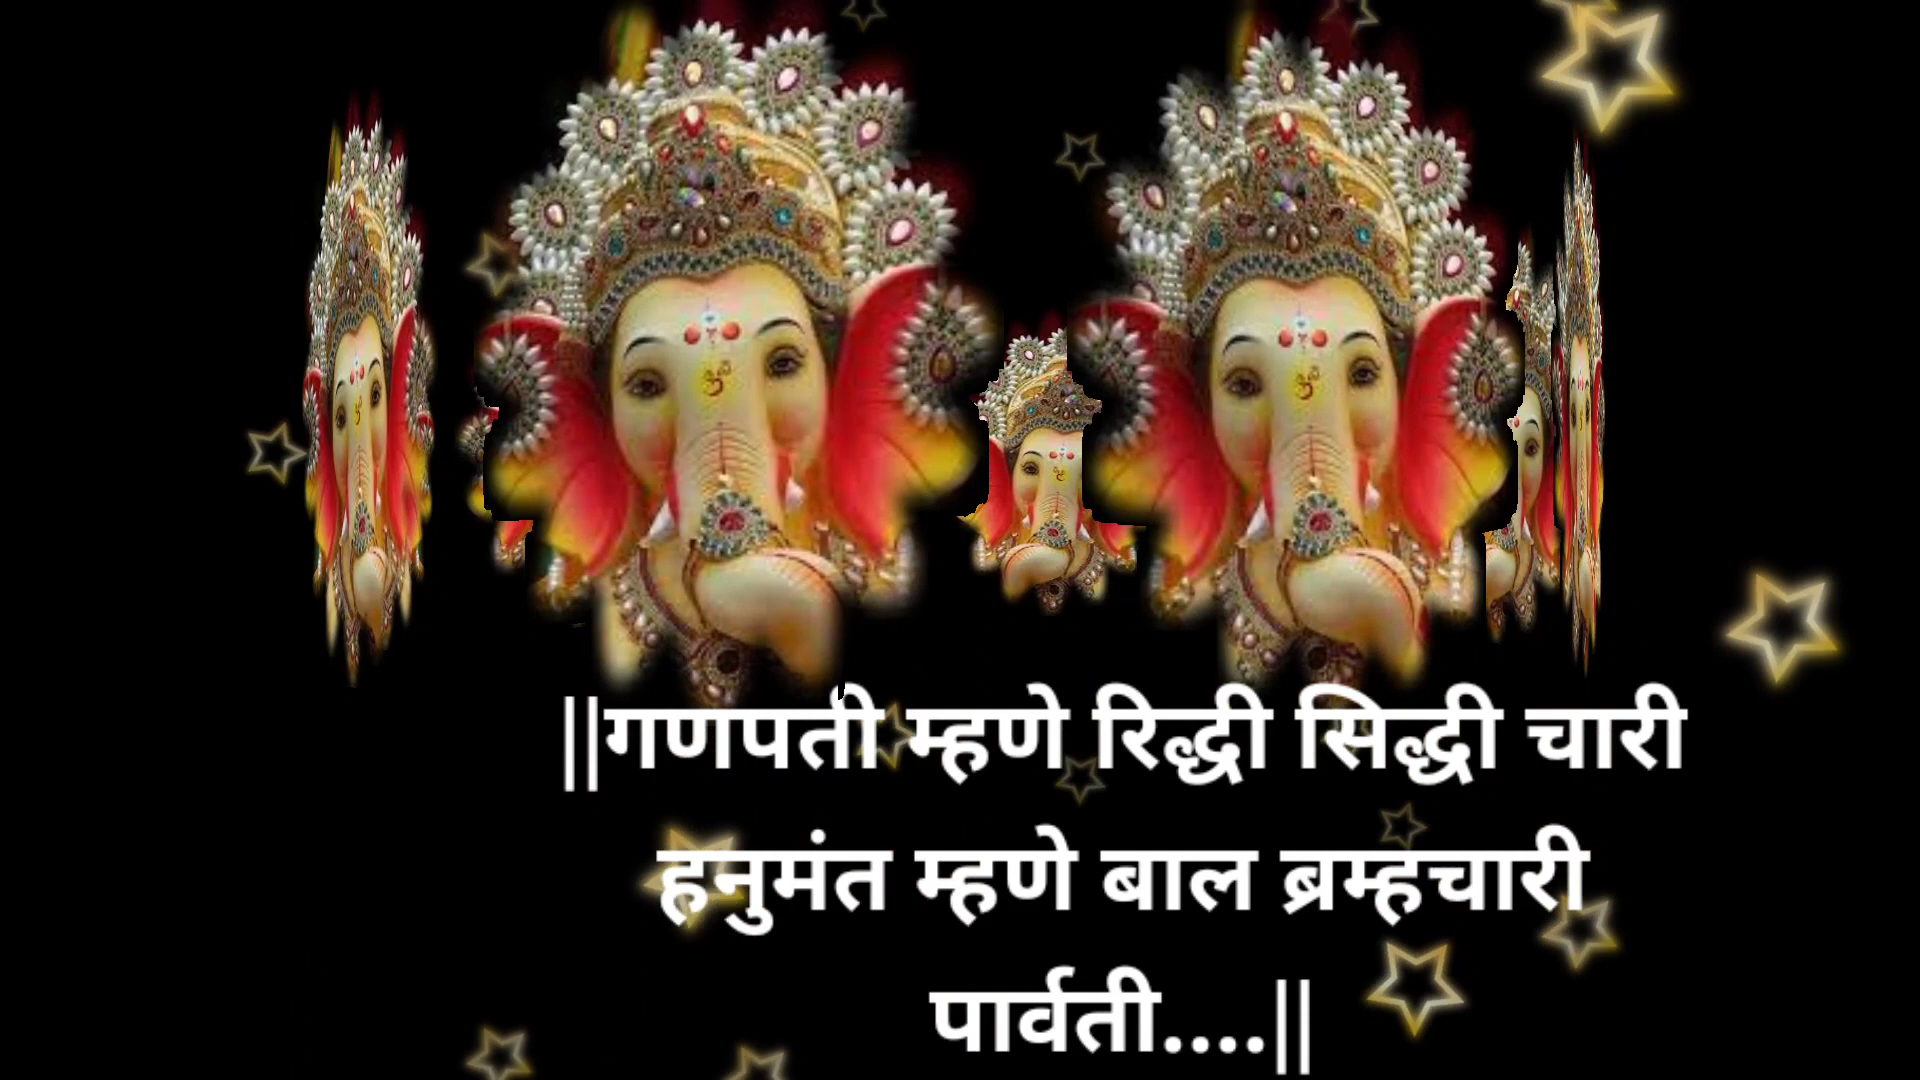 ||गणपती म्हणे रिद्धी सिद्धी चारी
हनुमंत म्हणे बाल ब्रम्हचारी
पार्वती....||